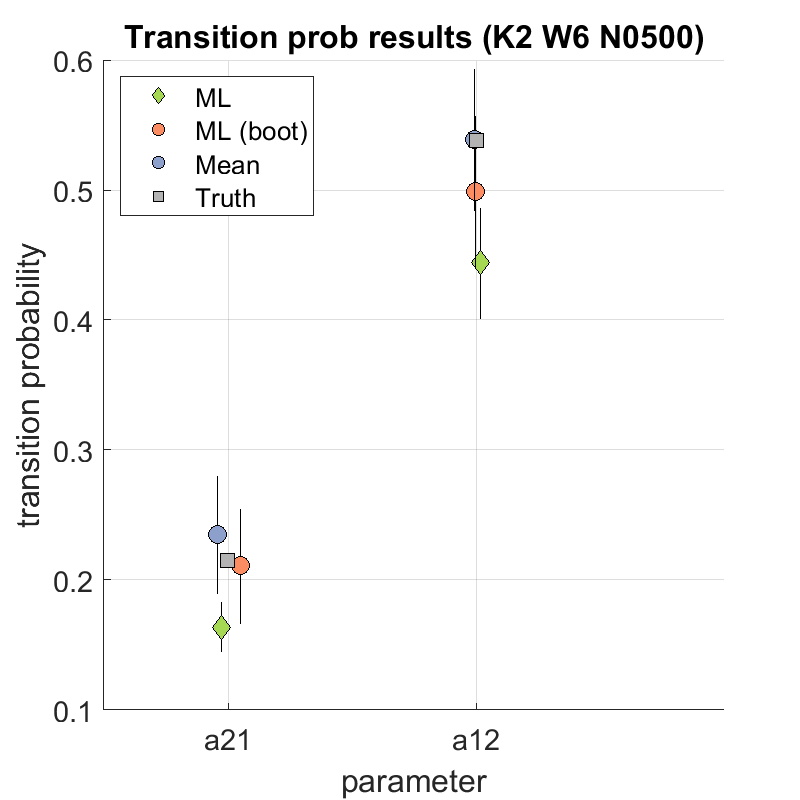 Transition prob results (K2 W6 N0500)
ML
ML (boot)
Mean
Truth
0.6
0.5
0.4
0.3
0.2
0.1
transition probability
a21
a12
parameter